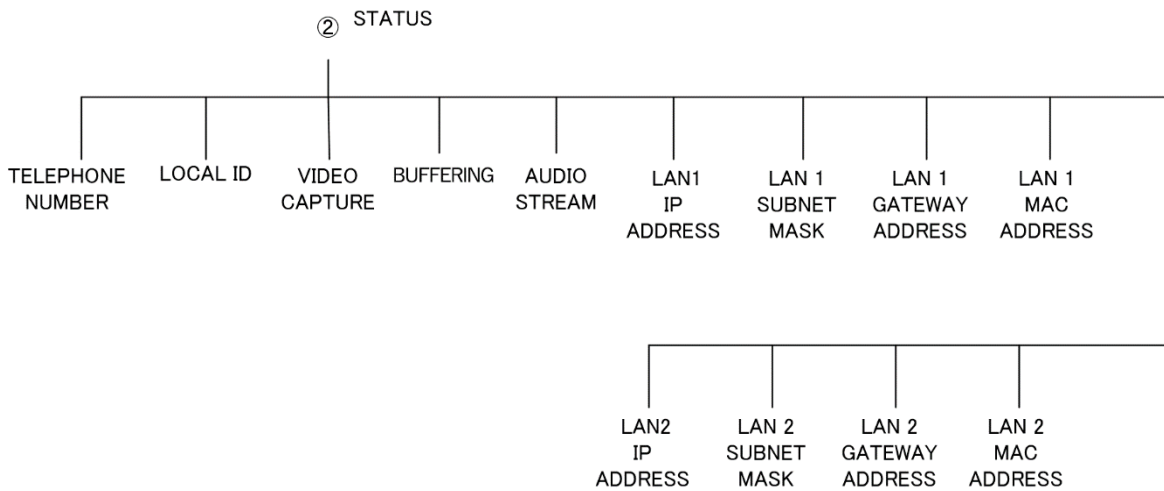 ② STATUS
TELEPHONE
NUMBER
LOCAL ID
VIDEO
CAPTURE
BUFFERING
AUDIO
STREAM
LAN1
IP
ADDRESS
LAN 1
SUBNET
MASK
LAN 1
GATEWAY
ADDRESS
LAN 1
MAC
ADDRESS
LAN2
IP
ADDRESS
LAN 2
SUBNET
MASK
LAN 2
GATEWAY
ADDRESS
LAN 2
MAC
ADDRESS